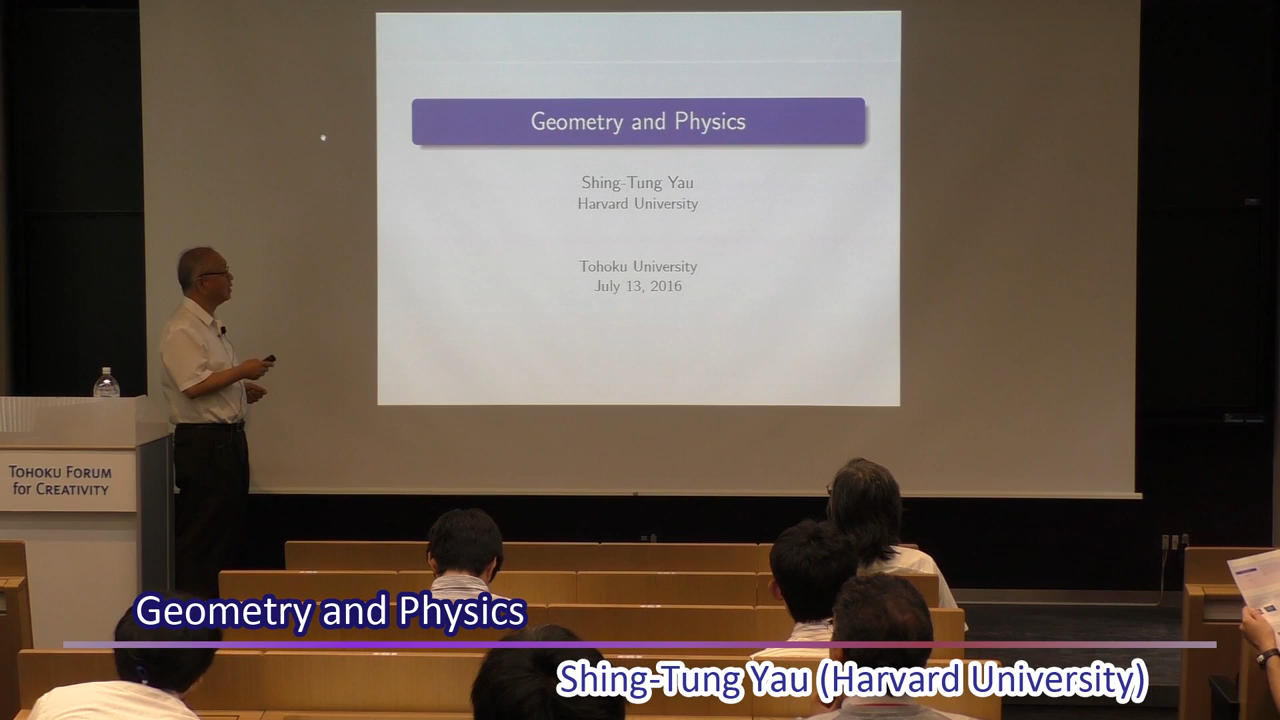 Geometry and Physics
Shing-Tung Yau
Harvard University
Tohoku University
July 13, 2016
TOHOKU FORUM
for CREATIVITY
Geometry and Physics
Shing-Tung Yau (Harvard University)